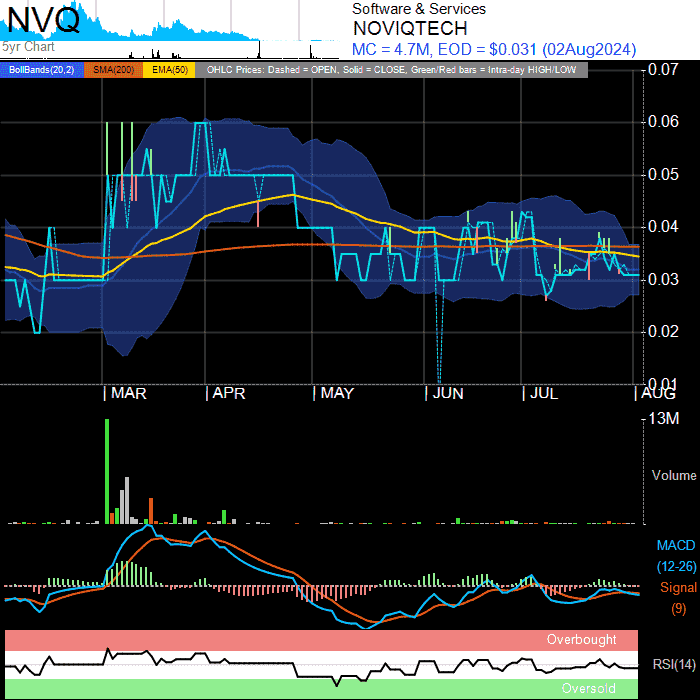 NVQ
5yr Chart
Software & Services
NOVIQTECH
MC = 4.7M, EOD = $0.031 (02Aug2024)
BollBands(20,2) SMA(200) EMA(50) OHLC Prices: Dashed = OPEN, Solid = CLOSE, Green/Red bars = Intra-day HIGH/LOW
0.07
0.06
0.05
0.04
0.03
0.02
0.01
MAR APR MAY JUN JUL AUG
13M
Volume
MACD
(12-26)
Signal
(9)
Overbought
RSI(14)
Oversold